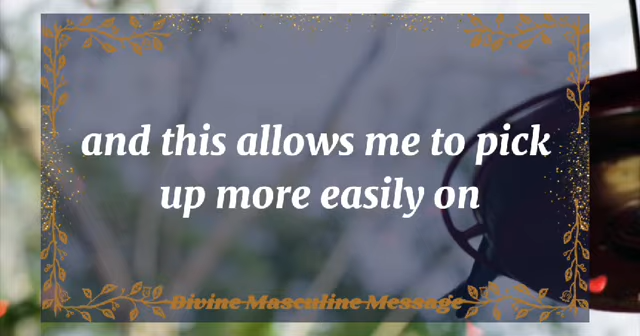 and this allows me to pick
up more easily on
Divine Masculine Message